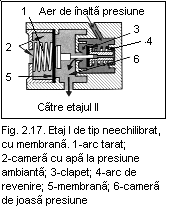 1 Aer de înaltă presiune
2
3
4
5
6
Către etajul II
Fig. 2.17. Etaj I de tip neechilibrat,
cu membrană. 1-arc tarat;
2-cameră cu apă la presiune
ambiantă; 3-clapet; 4-arc de
revenire; 5-membrană; 6-cameră
de joasă presiune